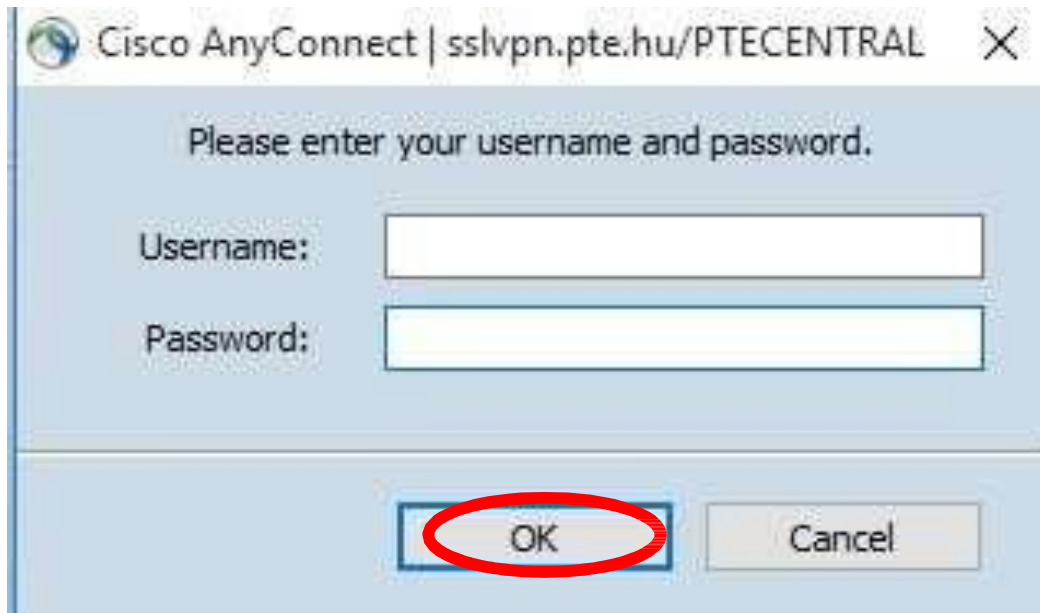 Cisco AnyConnect | sslvpn.pte.hu/PTECENTRAL
Please enter your username and password.
Username:
Password:
OK Cancel